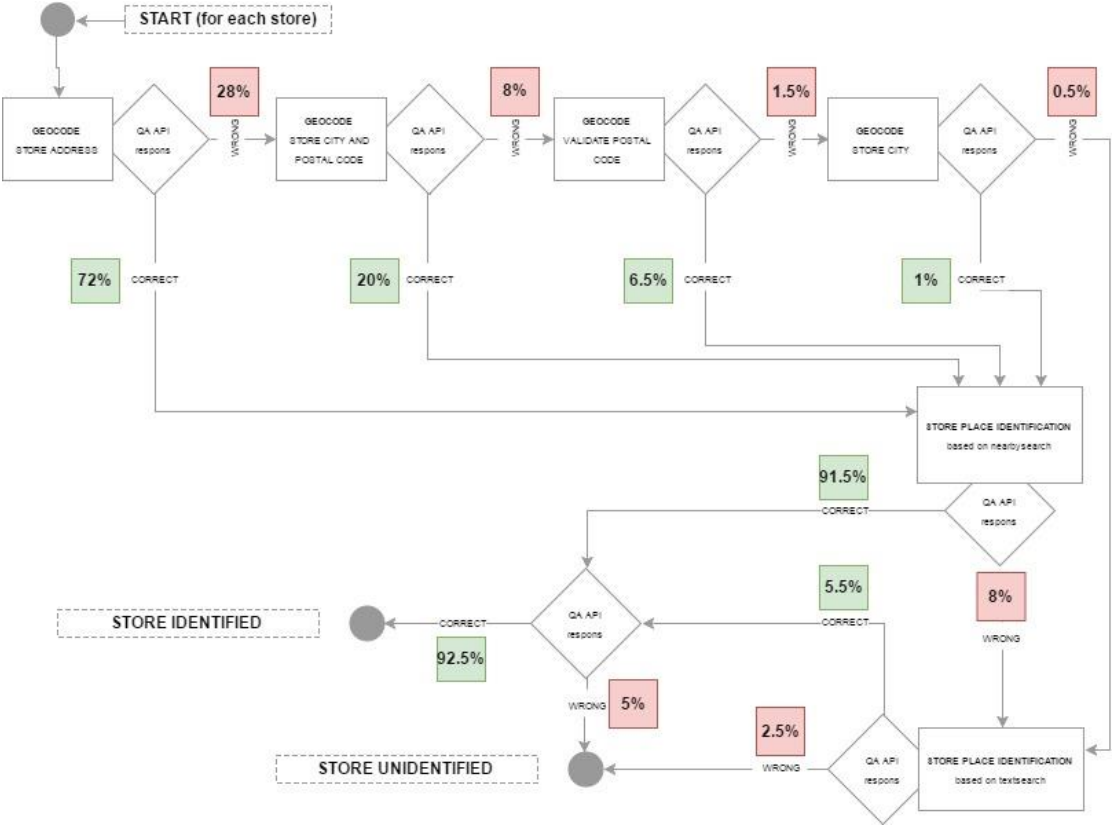 START (for each store)
28%
8%
1.5%
0.5%
GEOCODE
STORE ADDRESS
QA API
respons
WRONG
GEOCODE
STORE CITY AND
POSTAL CODE
QA API
respons
WRONG
GEOCODE
VALIDATE POSTAL
CODE
QA API
respons
WRONG
GEOCODE
STORE CITY
QA API
respons
WRONG
72%
CORRECT
20%
CORRECT
6.5%
CORRECT
1%
CORRECT
STORE PLACE IDENTIFICATION
based on nearbysearch
91.5%
CORRECT
QA API
respons
5.5%
CORRECT
8%
WRONG
STORE IDENTIFIED
CORRECT
92.5%
QA API
respons
WRONG
5%
2.5%
WRONG
STORE UNIDENTIFIED
QA API
respons
STORE PLACE IDENTIFICATION
based on textsearch